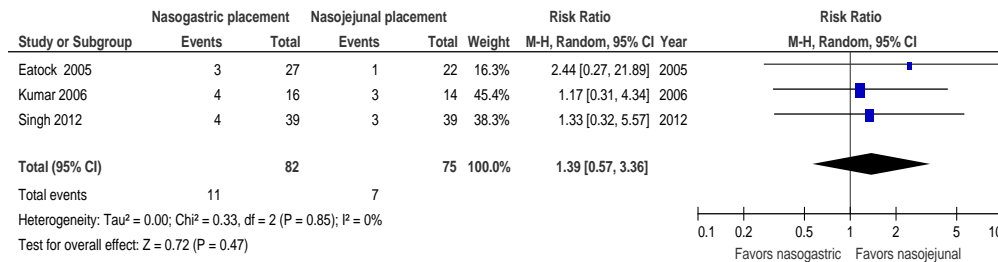 Nasogastric placement Nasojejunal placement Risk Ratio Risk Ratio
Study or Subgroup Events Total Events Total Weight M-H, Random, 95% CI Year M-H, Random, 95% CI
Eatock 2005 3 27 1 22 16.3% 2.44 [0.27, 21.89] 2005
Kumar 2006 4 16 3 14 45.4% 1.17 [0.31, 4.34] 2006
Singh 2012 4 39 3 39 38.3% 1.33 [0.32, 5.57] 2012
Total (95% CI) 82 75 100.0% 1.39 [0.57, 3.36]
Total events 11 7
Heterogeneity: Tau² = 0.00; Chi² = 0.33, df = 2 (P = 0.85); I² = 0%
Test for overall effect: Z = 0.72 (P = 0.47)
0.1 0.2 0.5 1 2 5 10
Favors nasogastric Favors nasojejunal